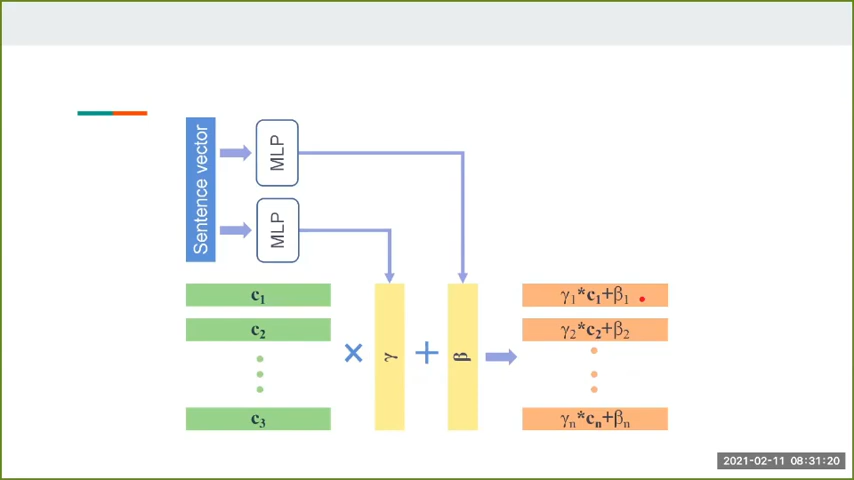 Sentence vector
MLP
MLP
c1
γ1*c1+β1
c2
γ2*c2+β2
× γ + β
c3
γn*cn+βn
2021-02-11 08:31:20